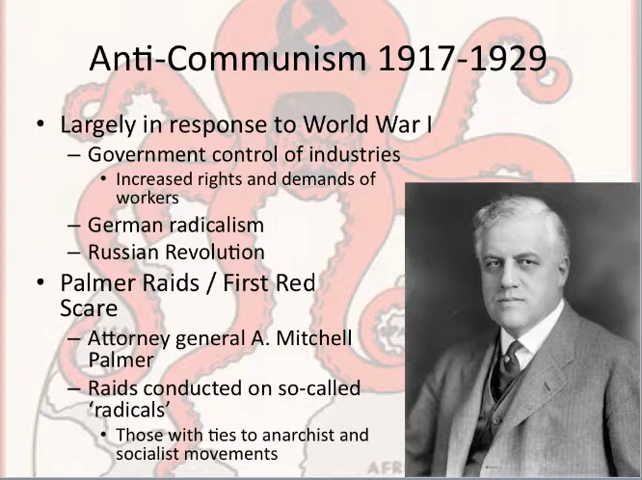 Anti-Communism 1917-1929
• Largely in response to World War I
– Government control of industries
• Increased rights and demands of
workers
– German radicalism
– Russian Revolution
• Palmer Raids / First Red
Scare
– Attorney general A. Mitchell
Palmer
– Raids conducted on so-called
‘radicals’
• Those with ties to anarchist and
socialist movements
AFR